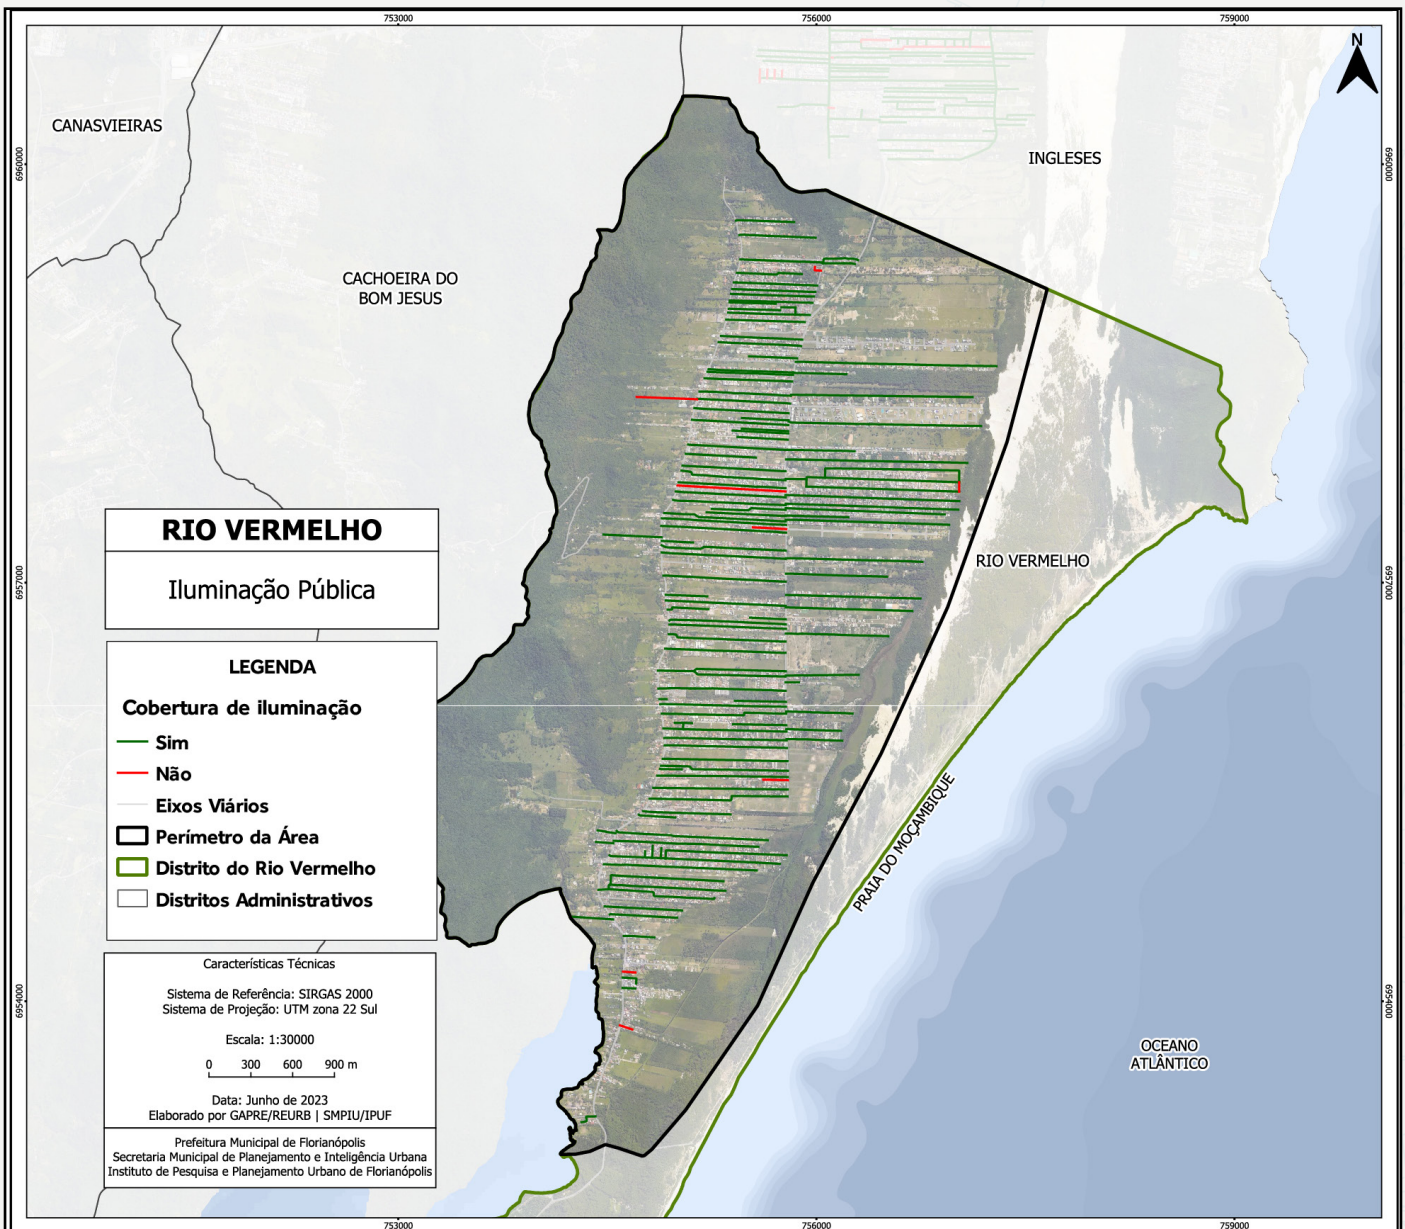 753000
756000
759000
N
CANASVIEIRAS
INGLESES
6960000
6960000
CACHOEIRA DO
BOM JESUS
RIO VERMELHO
Iluminação Pública
RIO VERMELHO
6957000
6957000
LEGENDA
Cobertura de iluminação
Sim
Não
Eixos Viários
Perímetro da Área
Distrito do Rio Vermelho
Distritos Administrativos
PRAIA DO MOÇAMBIQUE
Características Técnicas
Sistema de Referência: SIRGAS 2000
Sistema de Projeção: UTM zona 22 Sul
Escala: 1:30000
0 300 600 900 m
Data: Junho de 2023
Elaborado por GAPRE/REURB | SMPIU/IPUF
Prefeitura Municipal de Florianópolis
Secretaria Municipal de Planejamento e Inteligência Urbana
Instituto de Pesquisa e Planejamento Urbano de Florianópolis
6954000
6954000
OCEANO
ATLÂNTICO
753000
756000
759000